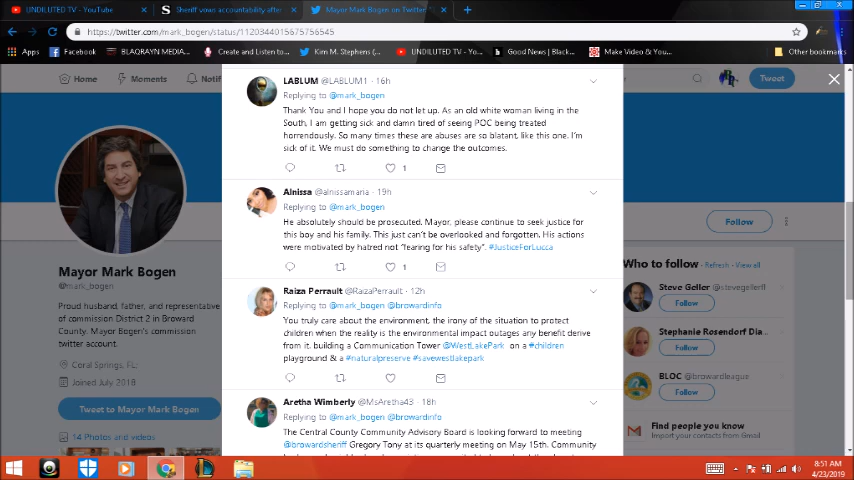 UNDILUTED TV - YouTube
Sheriff vows accountability after
Mayor Mark Bogen on Twitter
https://twitter.com/mark_bogen/status/1120344015675756545
Apps
Facebook
BLAQRAYN MEDIA...
Create and Listen to...
Kim M. Stephens (...
UNDILUTED TV - Yo...
Good News | Black...
Make Video & You...
Other bookmarks
Home
Moments
Notifi
Tweet
LABLUM @LABLUM1 · 16h
Replying to @mark_bogen
Thank You and I hope you do not let up. As an old white woman living in the
South, I am getting sick and damn tired of seeing POC being treated
horrendously. So many times these are abuses are so blatant, like this one. I'm
sick of it. We must do something to change the outcomes.
1
Alnissa @alnissamaria · 19h
Replying to @mark_bogen
He absolutely should be prosecuted. Mayor, please continue to seek justice for
this boy and his family. This just can't be overlooked and forgotten. His actions
were motivated by hatred not "fearing for his safety". #JusticeForLucca
1
Raiza Perrault @RaizaPerrault · 12h
Replying to @mark_bogen @browardinfo
You truly care about the environment, the irony of the situation to protect
children when the reality is the environmental impact outages any benefit derive
from it. building a Communication Tower @WestLakePark on a #children
playground & a #naturalpreserve #savewestlakepark
Aretha Wimberly @MsAretha43 · 18h
Replying to @mark_bogen @browardinfo
The Central County Community Advisory Board is looking forward to meeting
@browardsheriff Gregory Tony at its quarterly meeting on May 15th. Community
Mayor Mark Bogen
@mark_bogen
Proud husband, father, and representative
of commission District 2 in Broward
County. Mayor Bogen's commission
twitter account.
Coral Springs, FL
Joined July 2018
Tweet to Mayor Mark Bogen
14 Photos and videos
Follow
Who to follow · Refresh · View all
Steve Geller @stevegellerfl
Follow
Stephanie Rosendorf Dia...
Follow
BLOC @browardleague
Follow
Find people you know
Import your contacts from Gmail
8:51 AM
4/23/2019